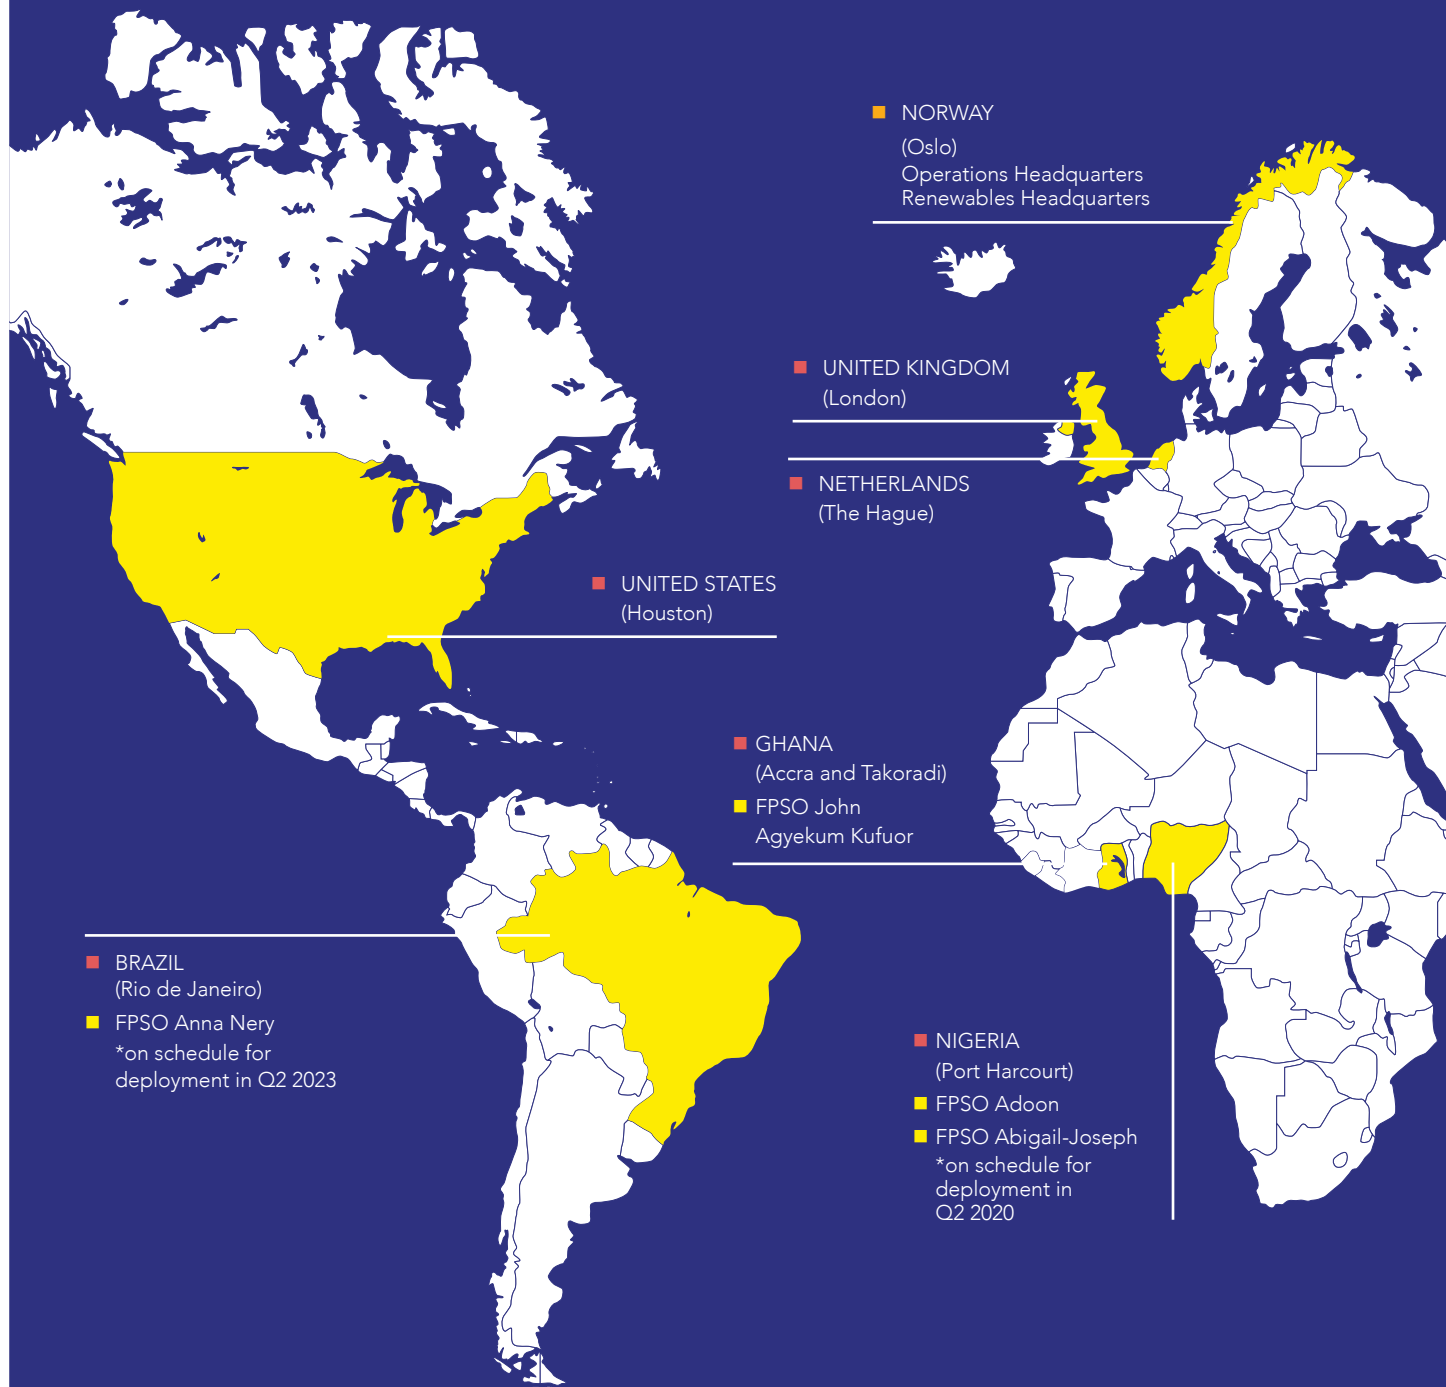 NORWAY
(Oslo)
Operations Headquarters
Renewables Headquarters
UNITED KINGDOM
(London)
NETHERLANDS
(The Hague)
UNITED STATES
(Houston)
GHANA
(Accra and Takoradi)
FPSO John
Agyekum Kufuor
BRAZIL
(Rio de Janeiro)
FPSO Anna Nery
*on schedule for
deployment in Q2 2023
NIGERIA
(Port Harcourt)
FPSO Adoon
FPSO Abigail-Joseph
*on schedule for
deployment in
Q2 2020